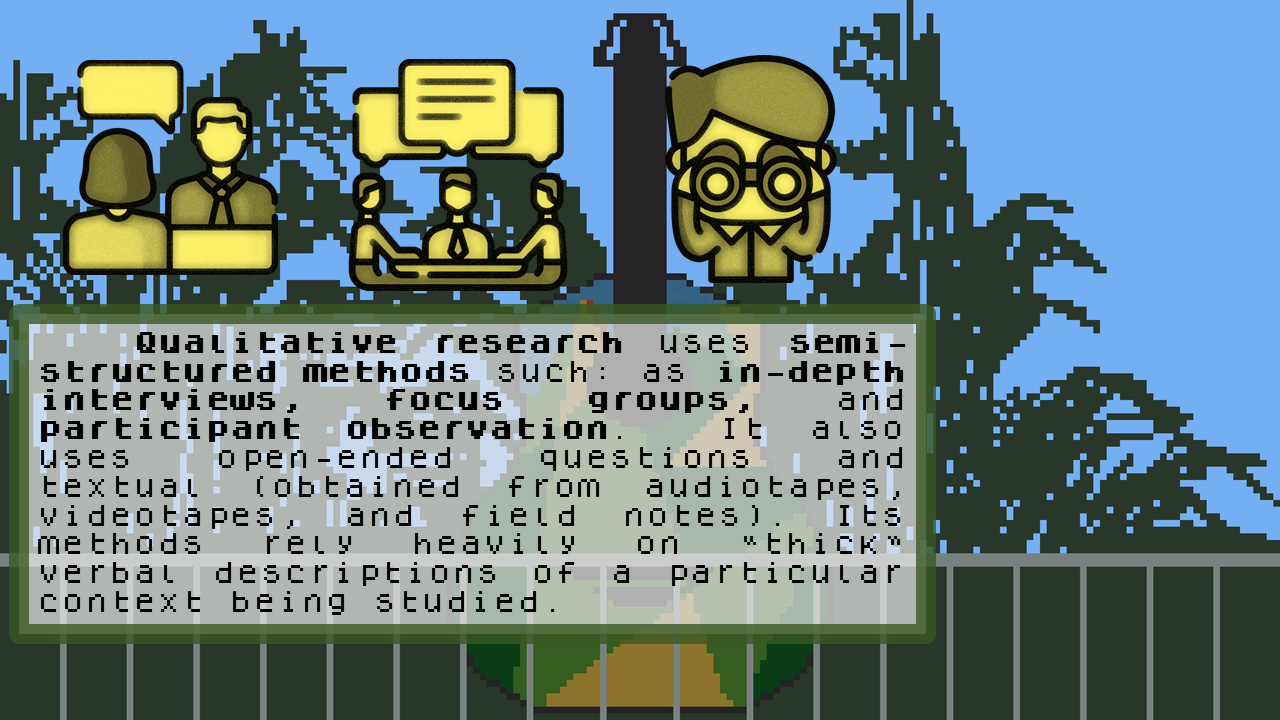 Qualitative research uses semi-
structured methods such: as in-depth
interviews, focus groups, and
participant observation. It also
uses open-ended questions and
textual (obtained from audiotapes,
videotapes, and field notes). Its
methods rely heavily on "thick"
verbal descriptions of a particular
context being studied.